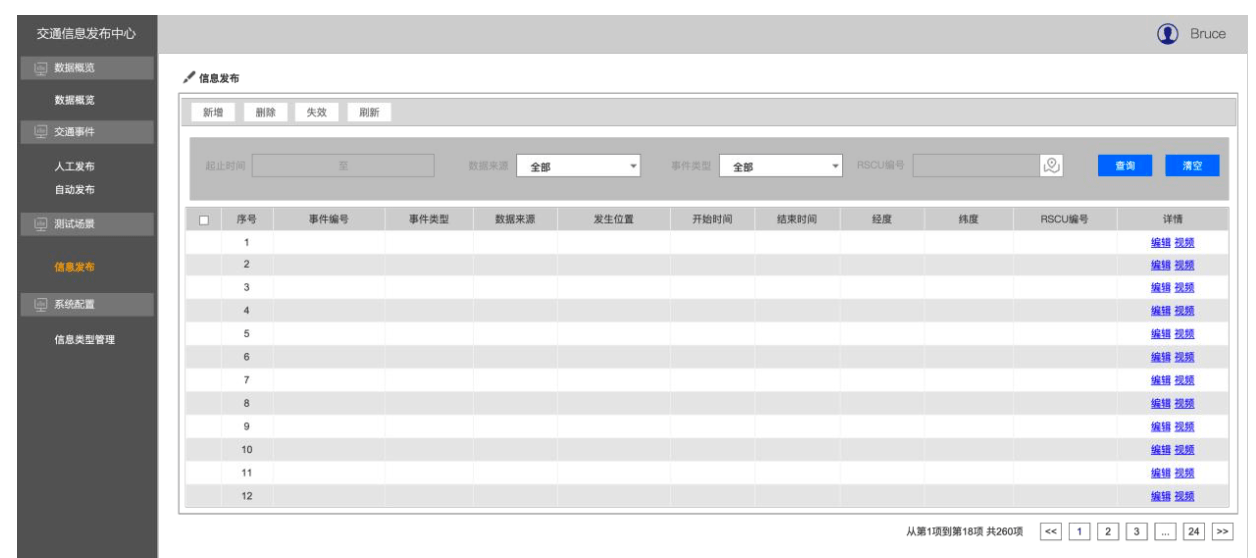 交通信息发布中心
Bruce
数据概览
数据概览
交通事件
人工发布
自动发布
测试场景
信息发布
系统配置
信息类型管理
信息发布
新增 删除 失效 刷新
起止时间 至 数据来源 全部 事件类型 全部 RSCU编号 查询 清空
序号 事件编号 事件类型 数据来源 发生位置 开始时间 结束时间 经度 纬度 RSCU编号 详情
1 编辑 视频
2 编辑 视频
3 编辑 视频
4 编辑 视频
5 编辑 视频
6 编辑 视频
7 编辑 视频
8 编辑 视频
9 编辑 视频
10 编辑 视频
11 编辑 视频
12 编辑 视频
从第1项到第18项 共260项 << 1 2 3 ... 24 >>